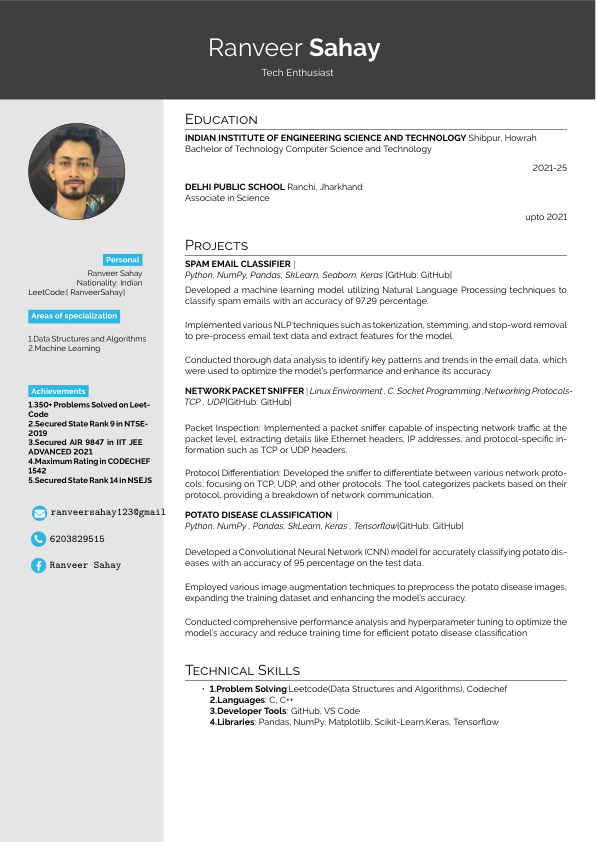 Ranveer Sahay
Tech Enthusiast
Personal
Ranveer Sahay
Nationality: Indian
LeetCode:[ RanveerSahay]
Areas of specialization
1.Data Structures and Algorithms
2.Machine Learning
Achievements
1.350+ Problems Solved on Leet-
Code
2.Secured State Rank 9 in NTSE-
2019
3.Secured AIR 9847 in IIT JEE
ADVANCED 2021
4.Maximum Rating in CODECHEF
1542
5.Secured State Rank 14 in NSEJS
ranveersahay123@gmail
6203829515
Ranveer Sahay
Education
INDIAN INSTITUTE OF ENGINEERING SCIENCE AND TECHNOLOGY Shibpur, Howrah
Bachelor of Technology Computer Science and Technology
2021-25
DELHI PUBLIC SCHOOL Ranchi, Jharkhand
Associate in Science
upto 2021
Projects
SPAM EMAIL CLASSIFIER |
Python, NumPy, Pandas, SkLearn, Seaborn, Keras [GitHub: GitHub]
Developed a machine learning model utilizing Natural Language Processing techniques to
classify spam emails with an accuracy of 97.29 percentage.
Implemented various NLP techniques such as tokenization, stemming, and stop-word removal
to pre-process email text data and extract features for the model.
Conducted thorough data analysis to identify key patterns and trends in the email data, which
were used to optimize the model's performance and enhance its accuracy
NETWORK PACKET SNIFFER | Linux Environment , C, Socket Programming ,Networking Protocols-
TCP , UDP[GitHub: GitHub]
Packet Inspection: Implemented a packet sniffer capable of inspecting network traffic at the
packet level, extracting details like Ethernet headers, IP addresses, and protocol-specific in-
formation such as TCP or UDP headers.
Protocol Differentiation: Developed the sniffer to differentiate between various network proto-
cols, focusing on TCP, UDP, and other protocols. The tool categorizes packets based on their
protocol, providing a breakdown of network communication.
POTATO DISEASE CLASSIFICATION |
Python, NumPy , Pandas, SkLearn, Keras , Tensorflow[GitHub: GitHub]
Developed a Convolutional Neural Network (CNN) model for accurately classifying potato dis-
eases with an accuracy of 95 percentage on the test data.
Employed various image augmentation techniques to preprocess the potato disease images,
expanding the training dataset and enhancing the model's accuracy.
Conducted comprehensive performance analysis and hyperparameter tuning to optimize the
model's accuracy and reduce training time for efficient potato disease classification
Technical Skills
• 1.Problem Solving:Leetcode(Data Structures and Algorithms), Codechef
2.Languages: C, C++
3.Developer Tools: GitHub, VS Code
4.Libraries: Pandas, NumPy, Matplotlib, Scikit-Learn,Keras, Tensorflow